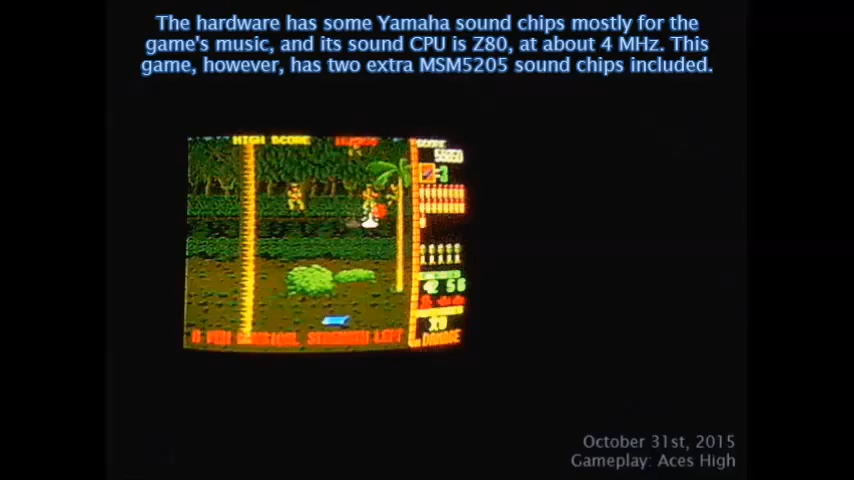 The hardware has some Yamaha sound chips mostly for the
game's music, and its sound CPU is Z80, at about 4 MHz. This
game, however, has two extra MSM5205 sound chips included.
HIGH SCORE
SCORE
October 31st, 2015
Gameplay: Aces High